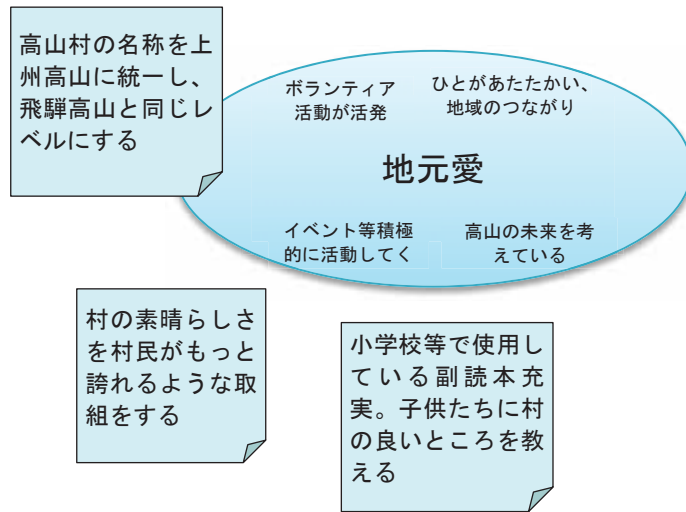 高山村の名称を上
州高山に統一し、
飛騨高山と同じレ
ベルにする
ボランティア
活動が活発
ひとがあたたかい、
地域のつながり
地元愛
イベント等積極
的に活動してく
高山の未来を考
えている
村の素晴らしさ
を村民がもっと
誇れるような取
組をする
小学校等で使用し
ている副読本充
実。子供たちに村
の良いところを教
える